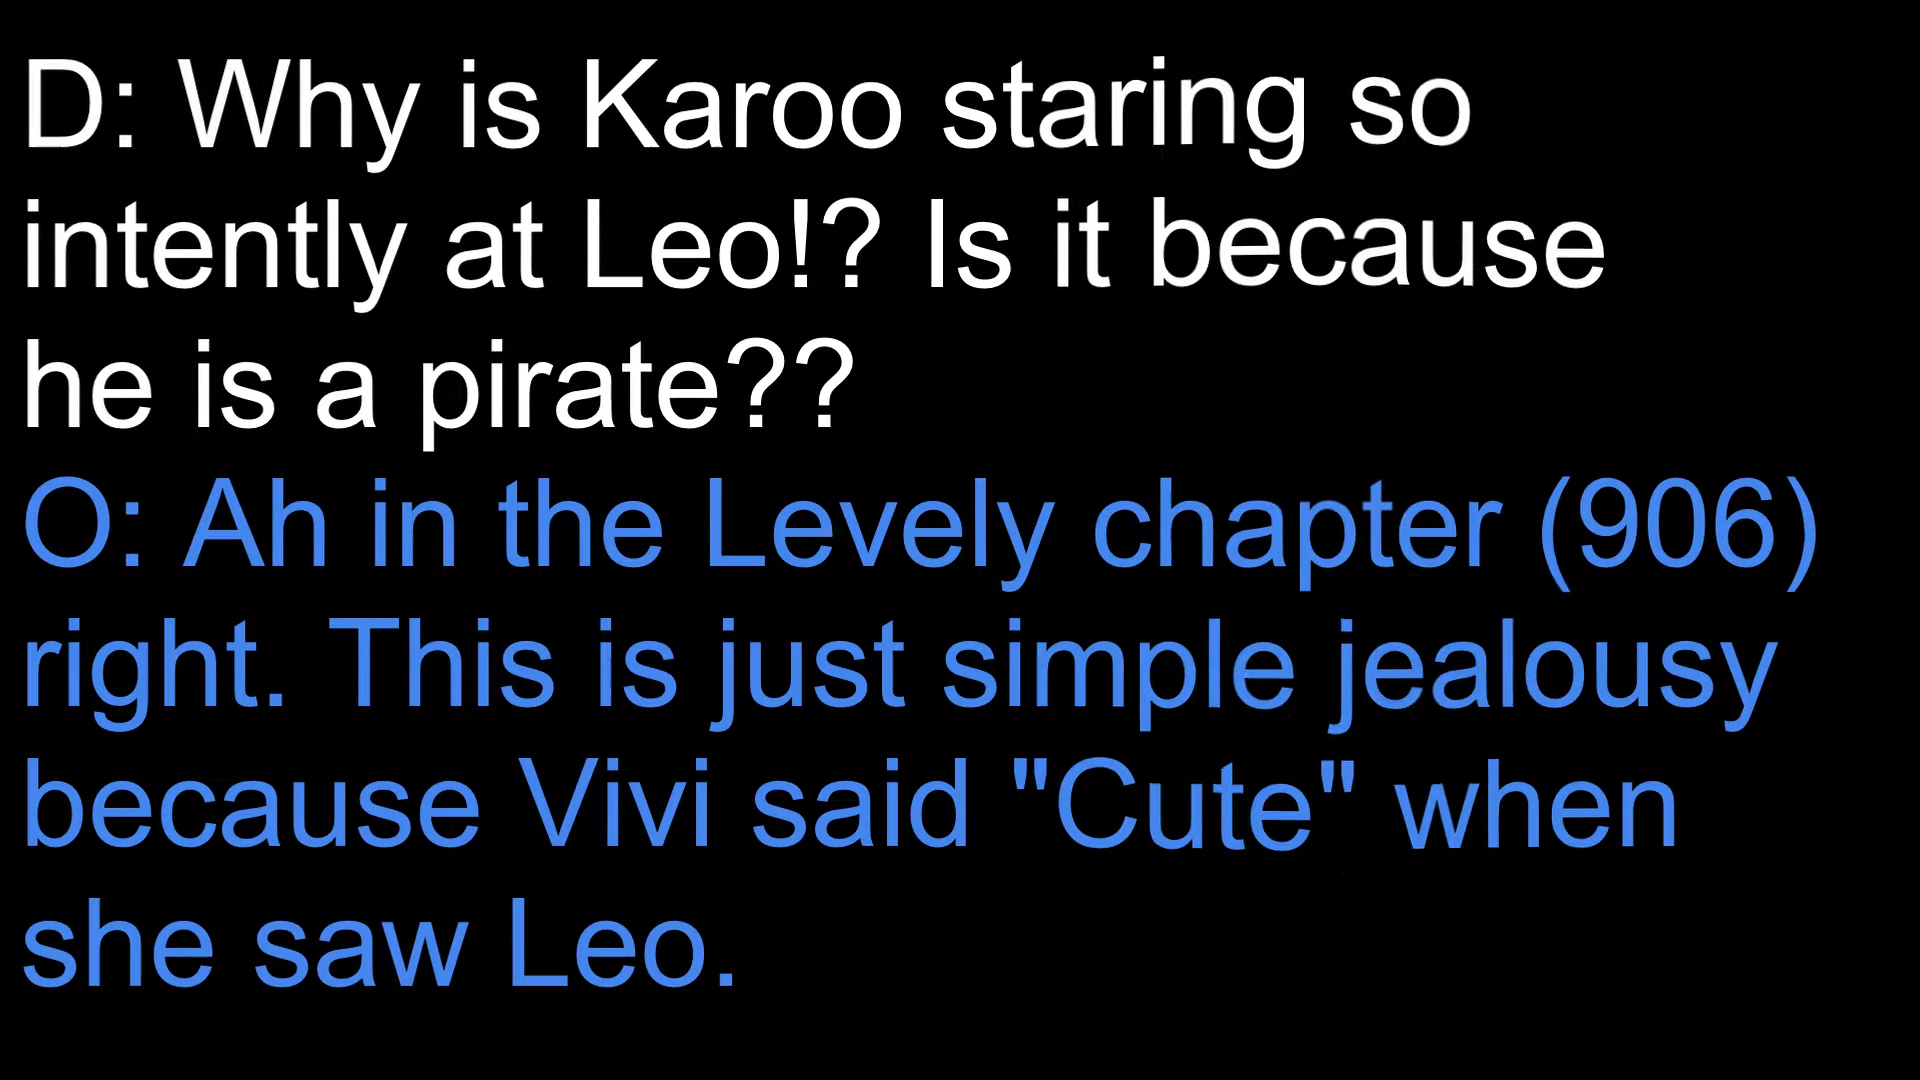 D: Why is Karoo staring so
intently at Leo!? Is it because
he is a pirate??
O: Ah in the Levely chapter (906)
right. This is just simple jealousy
because Vivi said "Cute" when
she saw Leo.